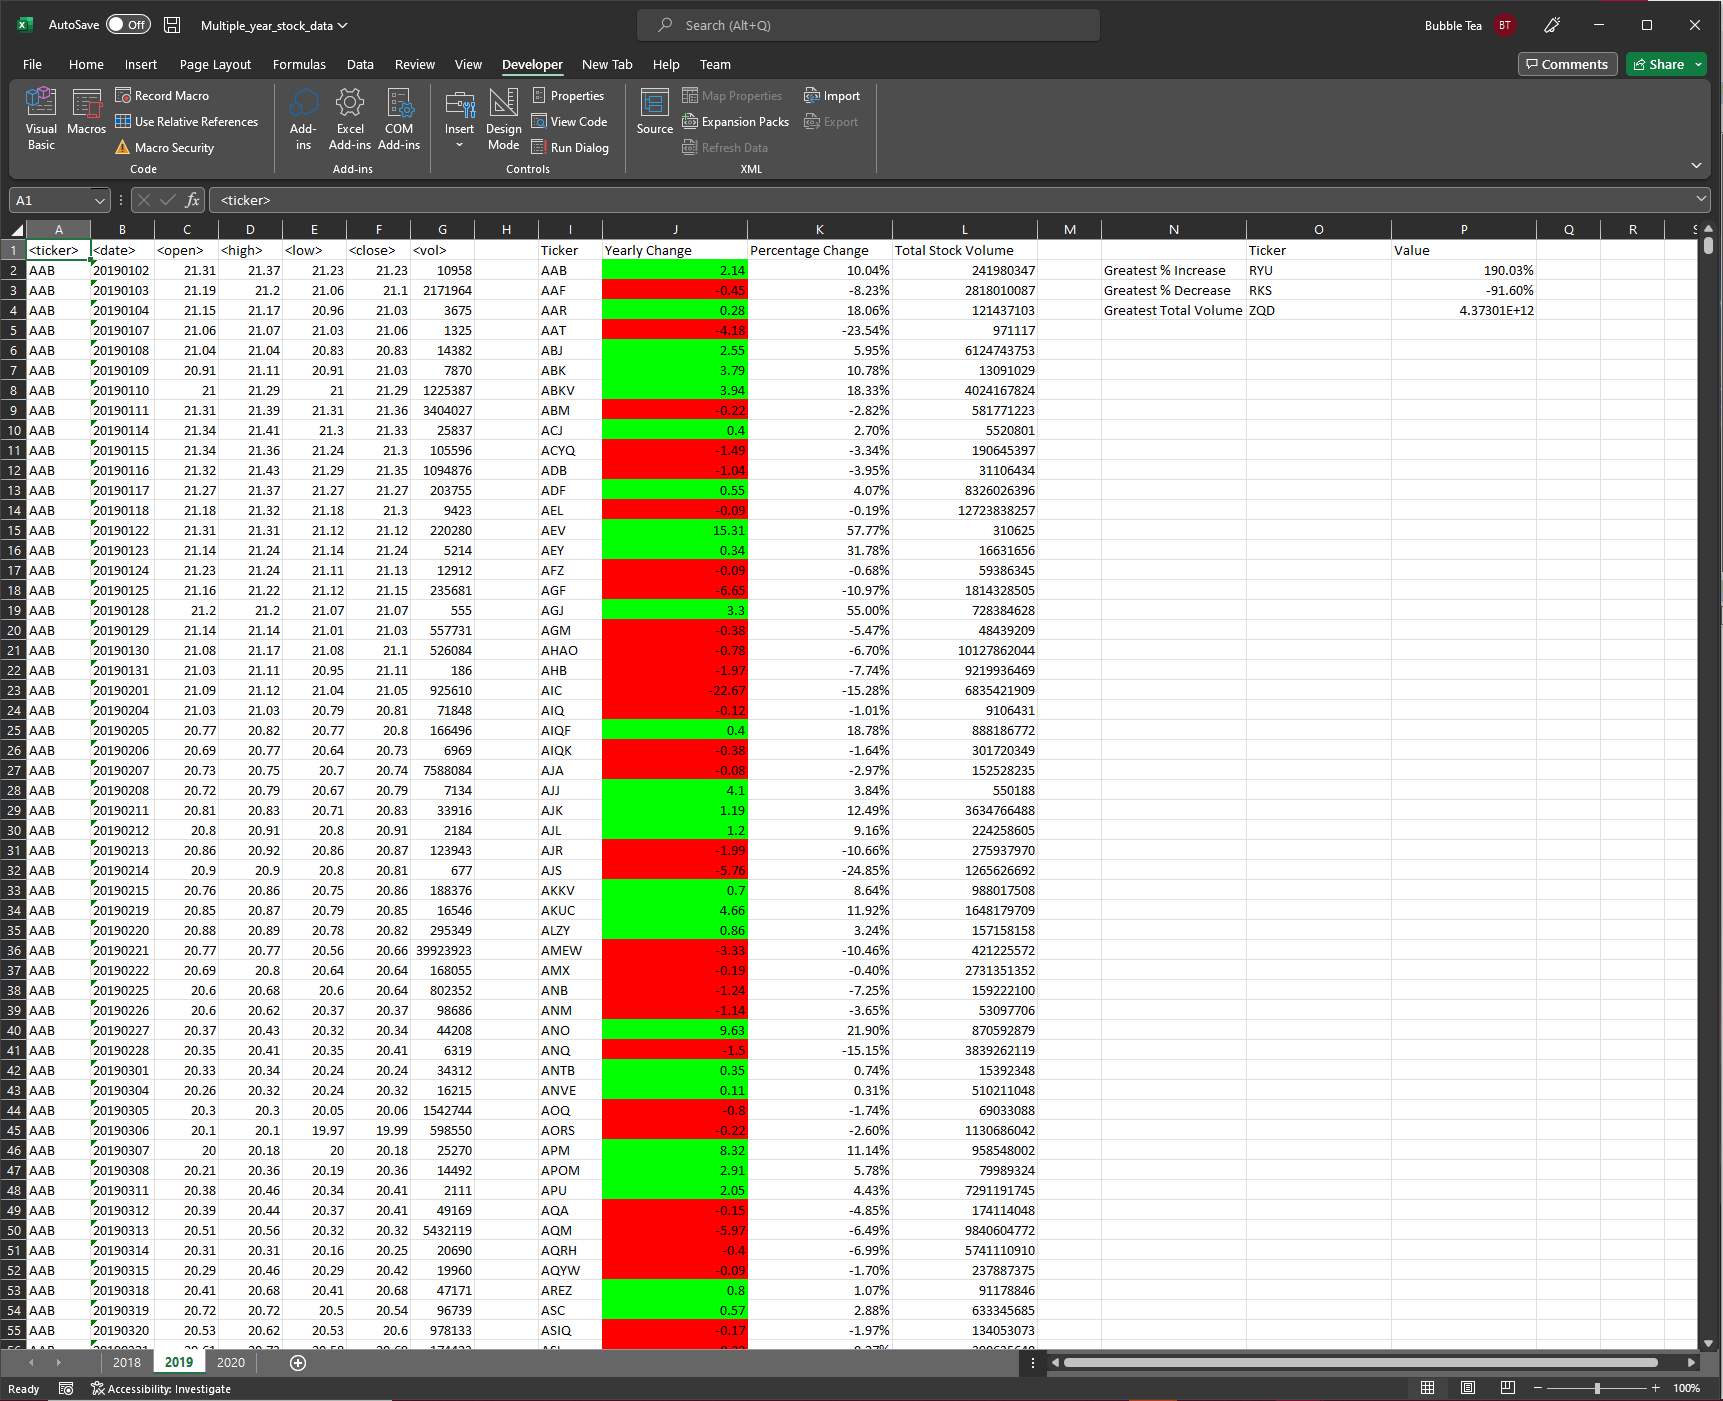 AutoSave Off Multiple_year_stock_data Search (Alt+Q) Bubble Tea BT
File Home Insert Page Layout Formulas Data Review View Developer New Tab Help Team Comments Share
Visual Basic Macros Record Macro Use Relative References Macro Security Code
Add-ins Excel Add-ins COM Add-ins Add-ins
Insert Design Mode Properties View Code Run Dialog Controls
Source Map Properties Expansion Packs Refresh Data Import Export XML
A1 fx <ticker>
A B C D E F G H I J K L M N O P Q R S
1 <ticker> <date> <open> <high> <low> <close> <vol> Ticker Yearly Change Percentage Change Total Stock Volume Ticker Value
2 AAB 20190102 21.31 21.37 21.23 21.23 10958 AAB 2.14 10.04% 241980347 Greatest % Increase RYU 190.03%
3 AAB 20190103 21.19 21.2 21.06 21.1 2171964 AAF -0.45 -8.23% 2818010087 Greatest % Decrease RKS -91.60%
4 AAB 20190104 21.15 21.17 20.96 21.03 3675 AAR 0.28 18.06% 121437103 Greatest Total Volume ZQD 4.37301E+12
5 AAB 20190107 21.06 21.07 21.03 21.06 1325 AAT -4.18 -23.54% 971117
6 AAB 20190108 21.04 21.04 20.83 20.83 14382 ABJ 2.55 5.95% 6124743753
7 AAB 20190109 20.91 21.11 20.91 21.03 7870 ABK 3.79 10.78% 13091029
8 AAB 20190110 21 21.29 21 21.29 1225387 ABKV 3.94 18.33% 4024167824
9 AAB 20190111 21.31 21.39 21.31 21.36 3404027 ABM -0.22 -2.82% 581771223
10 AAB 20190114 21.34 21.41 21.3 21.33 25837 ACJ 0.4 2.70% 5520801
11 AAB 20190115 21.34 21.36 21.24 21.3 105596 ACYQ -1.49 -3.34% 190645397
12 AAB 20190116 21.32 21.43 21.29 21.35 1094876 ADB -1.04 -3.95% 31106434
13 AAB 20190117 21.27 21.37 21.27 21.27 203755 ADF 0.55 4.07% 8326026396
14 AAB 20190118 21.18 21.32 21.18 21.3 9423 AEL -0.09 -0.19% 12723838257
15 AAB 20190122 21.31 21.31 21.12 21.12 220280 AEV 15.31 57.77% 310625
16 AAB 20190123 21.14 21.24 21.14 21.24 5214 AEY 0.34 31.78% 16631656
17 AAB 20190124 21.23 21.24 21.11 21.13 12912 AFZ -0.09 -0.68% 59386345
18 AAB 20190125 21.16 21.22 21.12 21.15 235681 AGF -6.65 -10.97% 1814328505
19 AAB 20190128 21.2 21.2 21.07 21.07 555 AGJ 3.3 55.00% 728384628
20 AAB 20190129 21.14 21.14 21.01 21.03 557731 AGM -0.38 -5.47% 48439209
21 AAB 20190130 21.08 21.17 21.08 21.1 526084 AHAO -0.78 -6.70% 10127862044
22 AAB 20190131 21.03 21.11 20.95 21.11 186 AHB -1.97 -7.74% 9219936469
23 AAB 20190201 21.09 21.12 21.04 21.05 925610 AIC -22.67 -15.28% 6835421909
24 AAB 20190204 21.03 21.03 20.79 20.81 71848 AIQ -0.12 -1.01% 9106431
25 AAB 20190205 20.77 20.82 20.77 20.8 166496 AIQF 0.4 18.78% 888186772
26 AAB 20190206 20.69 20.77 20.64 20.73 6969 AIQK -0.38 -1.64% 301720349
27 AAB 20190207 20.73 20.75 20.7 20.74 7588084 AJA -0.08 -2.97% 152528235
28 AAB 20190208 20.72 20.79 20.67 20.79 7134 AJJ 4.1 3.84% 550188
29 AAB 20190211 20.81 20.83 20.71 20.83 33916 AJK 1.19 12.49% 3634766488
30 AAB 20190212 20.8 20.91 20.8 20.91 2184 AJL 1.2 9.16% 224258605
31 AAB 20190213 20.86 20.92 20.86 20.87 123943 AJR -1.99 -10.66% 275937970
32 AAB 20190214 20.9 20.9 20.8 20.81 677 AJS -5.76 -24.85% 1265626692
33 AAB 20190215 20.76 20.86 20.75 20.86 188376 AKKV 0.7 8.64% 988017508
34 AAB 20190219 20.85 20.87 20.79 20.85 16546 AKUC 4.66 11.92% 1648179709
35 AAB 20190220 20.88 20.89 20.78 20.82 295349 ALZY 0.86 3.24% 157158158
36 AAB 20190221 20.77 20.77 20.56 20.66 39923923 AMEW -3.33 -10.46% 421225572
37 AAB 20190222 20.69 20.8 20.64 20.64 168055 AMX -0.19 -0.40% 2731351352
38 AAB 20190225 20.6 20.68 20.6 20.64 802352 ANB -1.24 -7.25% 159222100
39 AAB 20190226 20.6 20.62 20.37 20.37 98686 ANM -1.14 -3.65% 53097706
40 AAB 20190227 20.37 20.43 20.32 20.34 44208 ANO 9.63 21.90% 870592879
41 AAB 20190228 20.35 20.41 20.35 20.41 6319 ANQ -1.5 -15.15% 3839262119
42 AAB 20190301 20.33 20.34 20.24 20.24 34312 ANTB 0.35 0.74% 15392348
43 AAB 20190304 20.26 20.32 20.24 20.32 16215 ANVE 0.11 0.31% 510211048
44 AAB 20190305 20.3 20.3 20.05 20.06 1542744 AOQ -0.8 -1.74% 69033088
45 AAB 20190306 20.1 20.1 19.97 19.99 598550 AORS -0.22 -2.60% 1130686042
46 AAB 20190307 20 20.18 20 20.18 25270 APM 8.32 11.14% 958548002
47 AAB 20190308 20.21 20.36 20.19 20.36 14492 APOM 2.91 5.78% 79989324
48 AAB 20190311 20.38 20.46 20.34 20.41 2111 APU 2.05 4.43% 7291191745
49 AAB 20190312 20.39 20.44 20.37 20.41 49169 AQA -0.15 -4.85% 174114048
50 AAB 20190313 20.51 20.56 20.32 20.32 5432119 AQM -5.97 -6.49% 9840604772
51 AAB 20190314 20.31 20.31 20.16 20.25 20690 AQRH -0.4 -6.99% 5741110910
52 AAB 20190315 20.29 20.46 20.29 20.42 19960 AQYW -0.09 -1.70% 237887375
53 AAB 20190318 20.41 20.68 20.41 20.68 47171 AREZ 0.8 1.07% 91178846
54 AAB 20190319 20.72 20.72 20.5 20.54 96739 ASC 0.57 2.88% 633345685
55 AAB 20190320 20.53 20.62 20.53 20.6 978133 ASIQ -0.17 -1.97% 134053073
2018 2019 2020
Ready Accessibility: Investigate 100%